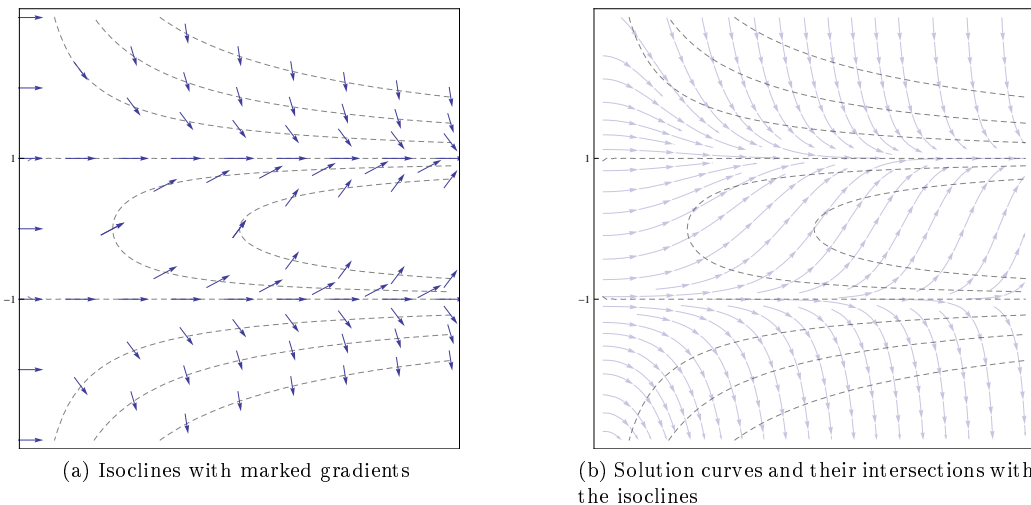 1
−1
(a) Isoclines with marked gradients
1
−1
(b) Solution curves and their intersections with
the isoclines